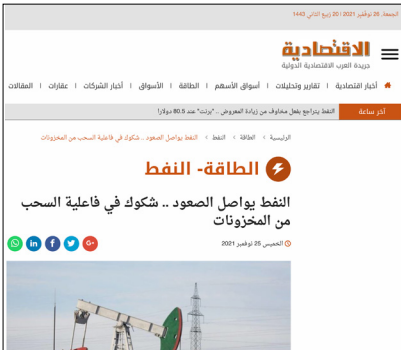 الجمعة, 26 نوفمبر 2021 | 20 ربيع الثاني 1443
الاقتصادية
جريدة العرب الاقتصادية الدولية
أخبار اقتصادية | تقارير وتحليلات | أسواق الأسهم | الطاقة | الأسواق | أخبار الشركات | عقارات | المقالات
آخر ساعة النفط يتراجع بفعل مخاوف من زيادة المعروض .. "برنت" عند 80.5 دولارا
الرئيسية > الطاقة > النفط > النفط يواصل الصعود .. شكوك في فاعلية السحب من المخزونات
الطاقة- النفط
النفط يواصل الصعود .. شكوك في فاعلية السحب
من المخزونات
الخميس 25 نوفمبر 2021